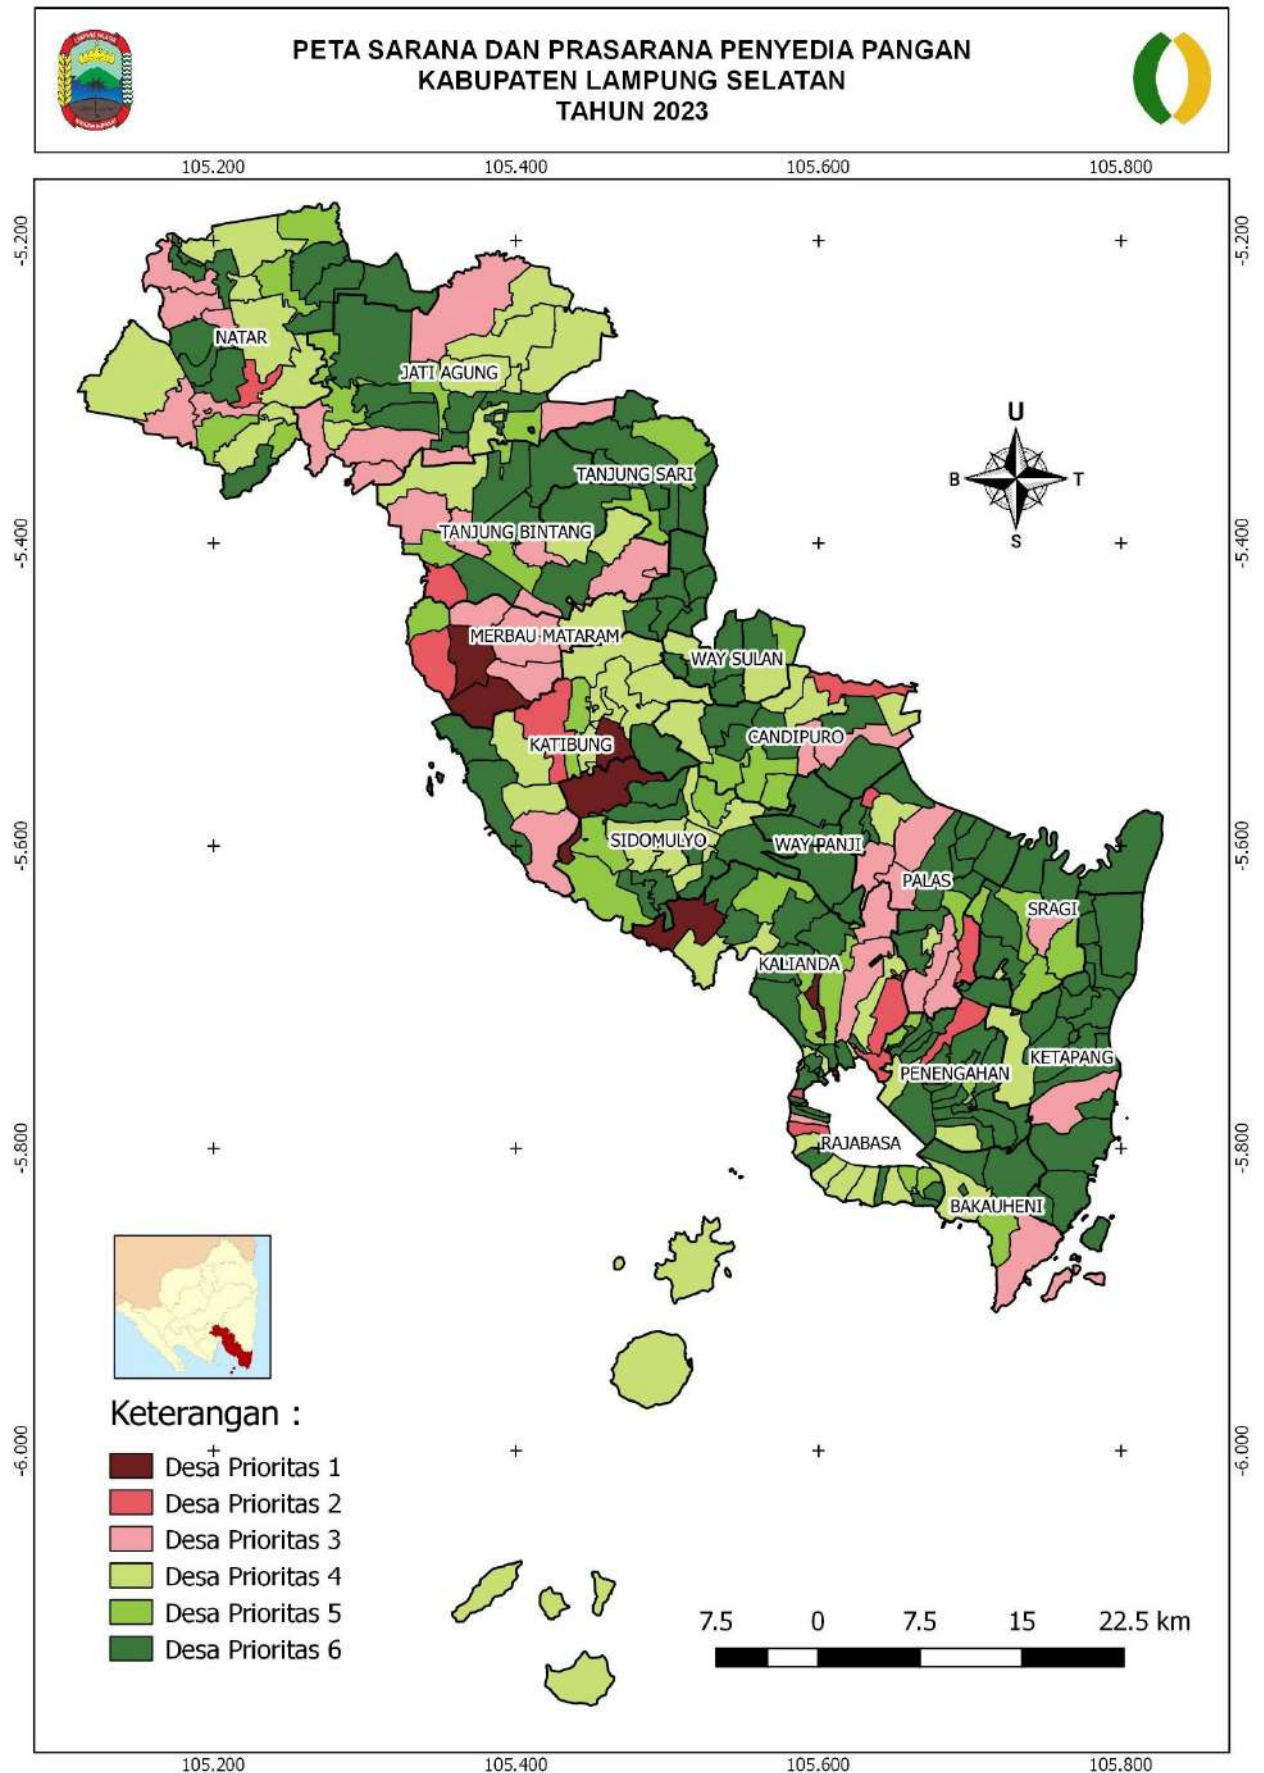 PETA SARANA DAN PRASARANA PENYEDIA PANGAN
KABUPATEN LAMPUNG SELATAN
TAHUN 2023
LAMPUNG SELATAN
105.200 105.400 105.600 105.800
-5.200 -5.200
NATAR
JATI AGUNG
U
B T
S
TANJUNG SARI
TANJUNG BINTANG
-5.400 -5.400
MERBAU MATARAM
WAY SULAN
KATIBUNG
CANDIPURO
SIDOMULYO
WAY PANJI
-5.600 -5.600
PALAS
SRAGI
KALIANDA
KETAPANG
PENENGAHAN
RAJABASA
-5.800 -5.800
BAKAUHENI
Keterangan :
-6.000 -6.000
Desa Prioritas 1
Desa Prioritas 2
Desa Prioritas 3
Desa Prioritas 4
Desa Prioritas 5
Desa Prioritas 6
7.5 0 7.5 15 22.5 km
105.200 105.400 105.600 105.800